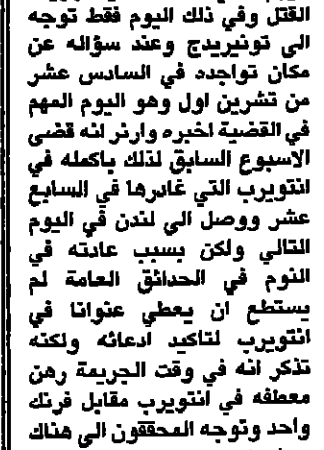 القتل وفي ذلك اليوم فقط توجه
الى تونبريدج وعند سؤاله عن
مكان تواجده في السادس عشر
من تشرين اول وهو اليوم المهم
في القضية اخبره وارنر انه قضى
الاسبوع السابق لذلك باكمله في
انتويرب التي غادرها في السابع
عشر ووصل الى لندن في اليوم
التالي ولكن بسبب عادته في
النوم في الحدائق العامة لم
يستطع ان يعطي عنوانا في
انتويرب لتاكيد ادعائه ولكنه
تذكر انه في وقت الجريمة رهن
معطفه في انتويرب مقابل فرنك
واحد وتوجه المحققون الى هناك